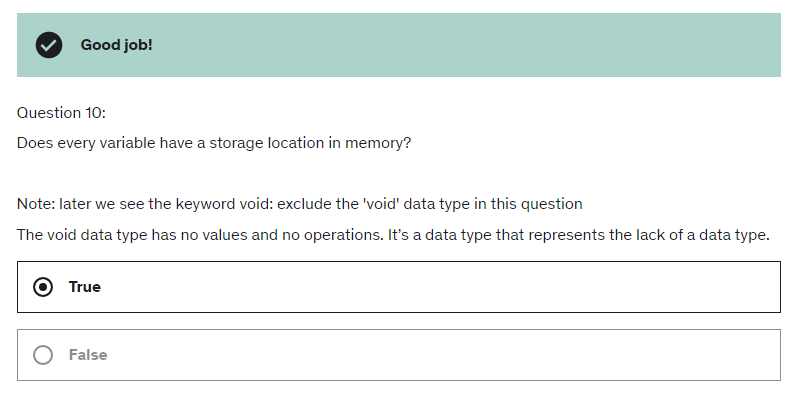 Good job!
Question 10:
Does every variable have a storage location in memory?
Note: later we see the keyword void: exclude the 'void' data type in this question
The void data type has no values and no operations. It’s a data type that represents the lack of a data type.
True
False